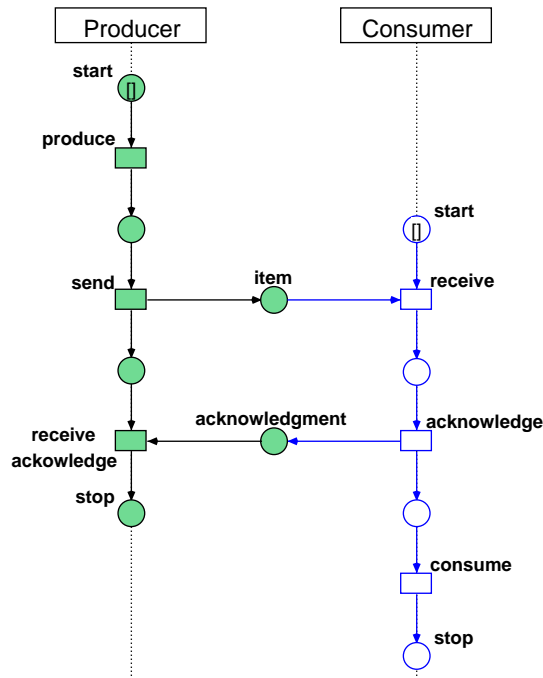 Producer
Consumer
start
[]
produce
start
[]
send
item
receive
acknowledgment
acknowledge
receive
ackowledge
stop
consume
stop